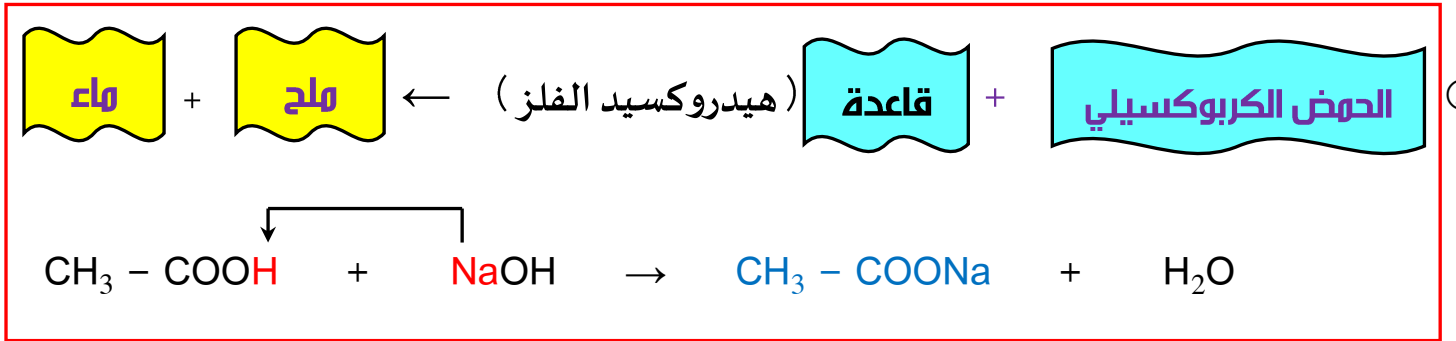 الحمض الكربوكسيلي + قاعدة (هيدروكسيد الفلز) ← ملح + ماء
CH₃ – COOH + NaOH → CH₃ – COONa + H₂O